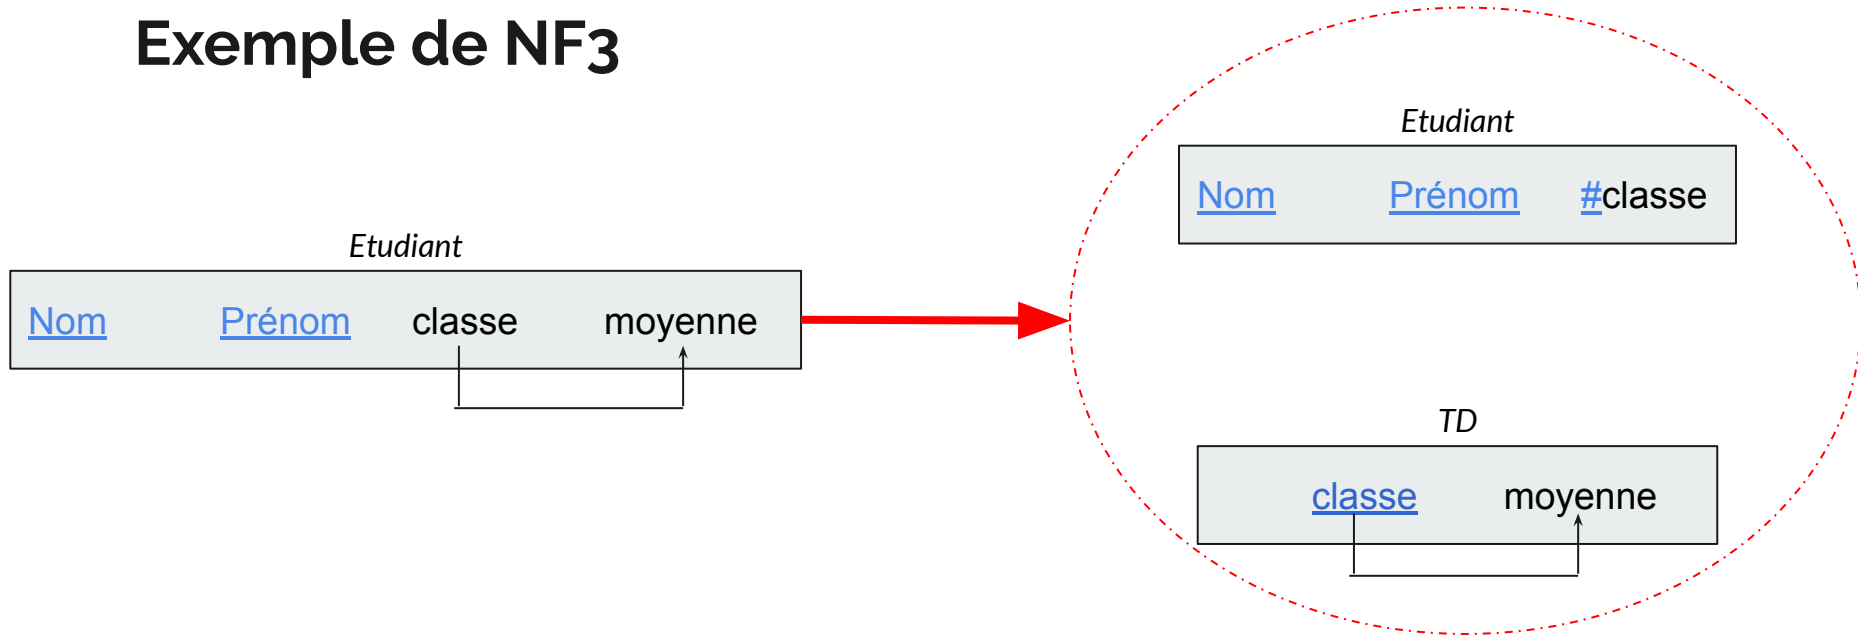 Exemple de NF3
Etudiant
Nom Prénom classe moyenne
Etudiant
Nom Prénom #classe
TD
classe moyenne